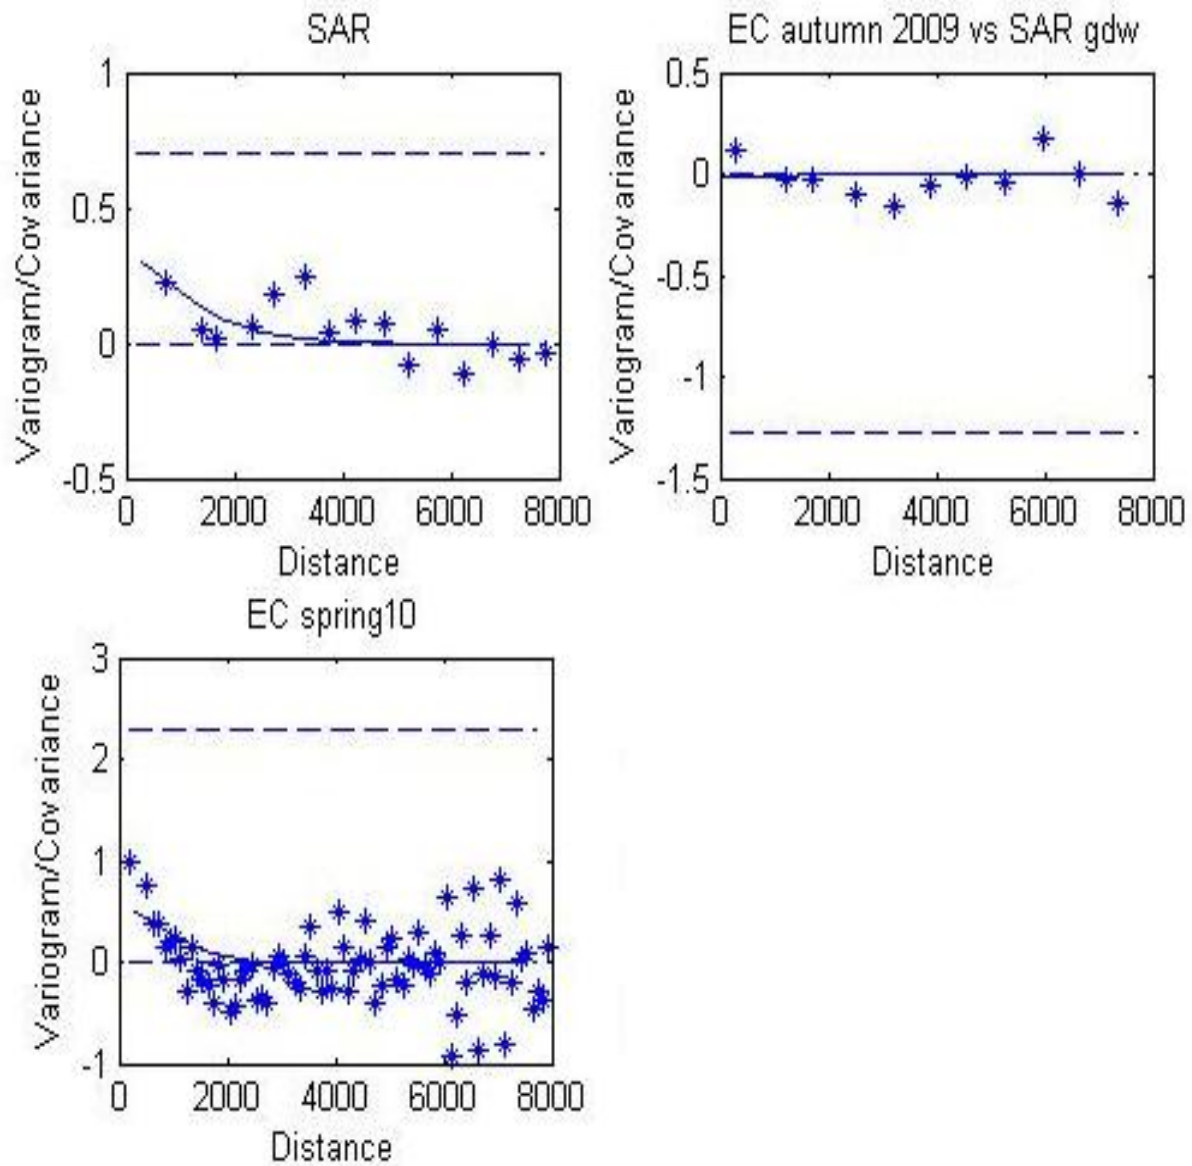 SAR
Variogram/Covariance
1
0.5
0
-0.5
0 2000 4000 6000 8000
Distance
EC autumn 2009 vs SAR gdw
Variogram/Covariance
0.5
0
-0.5
-1
-1.5
0 2000 4000 6000 8000
Distance
EC spring10
Variogram/Covariance
3
2
1
0
-1
0 2000 4000 6000 8000
Distance